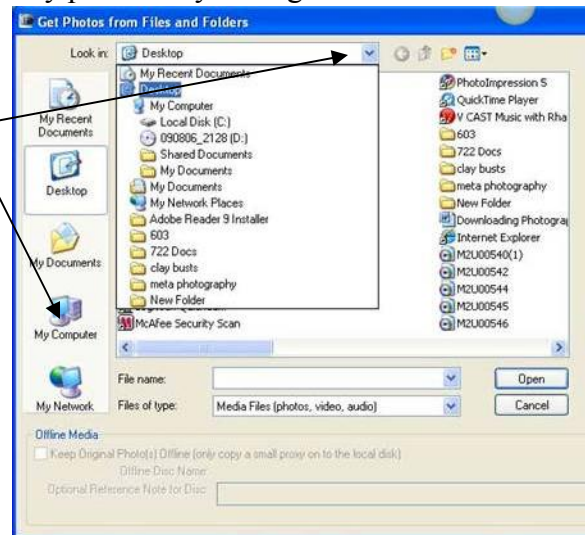 Get Photos from Files and Folders
Look in: Desktop
My Recent Documents
Desktop
My Computer
Local Disk (C:)
090806_2128 (D:)
Shared Documents
My Documents
My Documents
My Network Places
Adobe Reader 9 Installer
603
722 Docs
clay busts
meta photography
New Folder
McAfee Security Scan
PhotoImpression 5
QuickTime Player
V CAST Music with Rha
603
722 Docs
clay busts
meta photography
New Folder
Downloading Photogra
Internet Explorer
M2U00540(1)
M2U00542
M2U00544
M2U00545
M2U00546
My Recent
Documents
Desktop
My Documents
My Computer
My Network
File name:
Open
Files of type: Media Files (photos, video, audio)
Cancel
Offline Media
Keep Original Photo(s) Offline (only copy a small proxy on to the local disk)
Offline Disc Name:
Optional Reference Note for Disc: